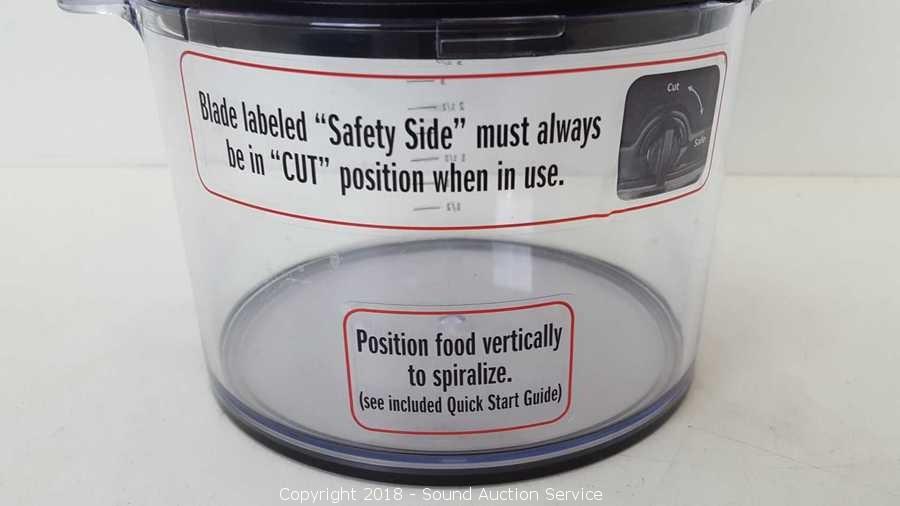 Blade labeled “Safety Side” must always
be in “CUT” position when in use.
Cut
Safe
Position food vertically
to spiralize.
(see included Quick Start Guide)
Copyright 2018 - Sound Auction Service